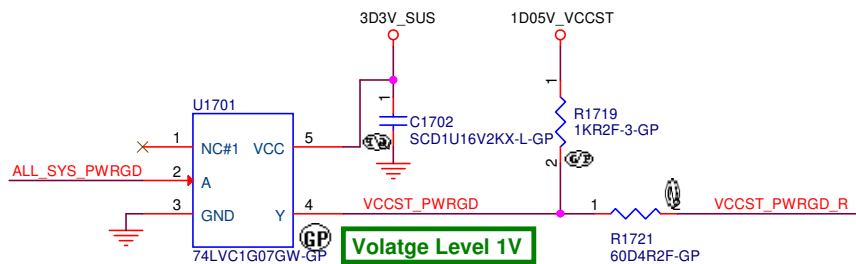 3D3V_SUS
1D05V_VCCST
U1701
1
NC#1
VCC
5
1
C1702
SCD1U16V2KX-L-GP
1
R1719
1KR2F-3-GP
2
ALL_SYS_PWRGD
2
A
3
GND
Y
4
VCCST_PWRGD
1
VCCST_PWRGD_R
74LVC1G07GW-GP
GP
Volatge Level 1V
R1721
60D4R2F-GP